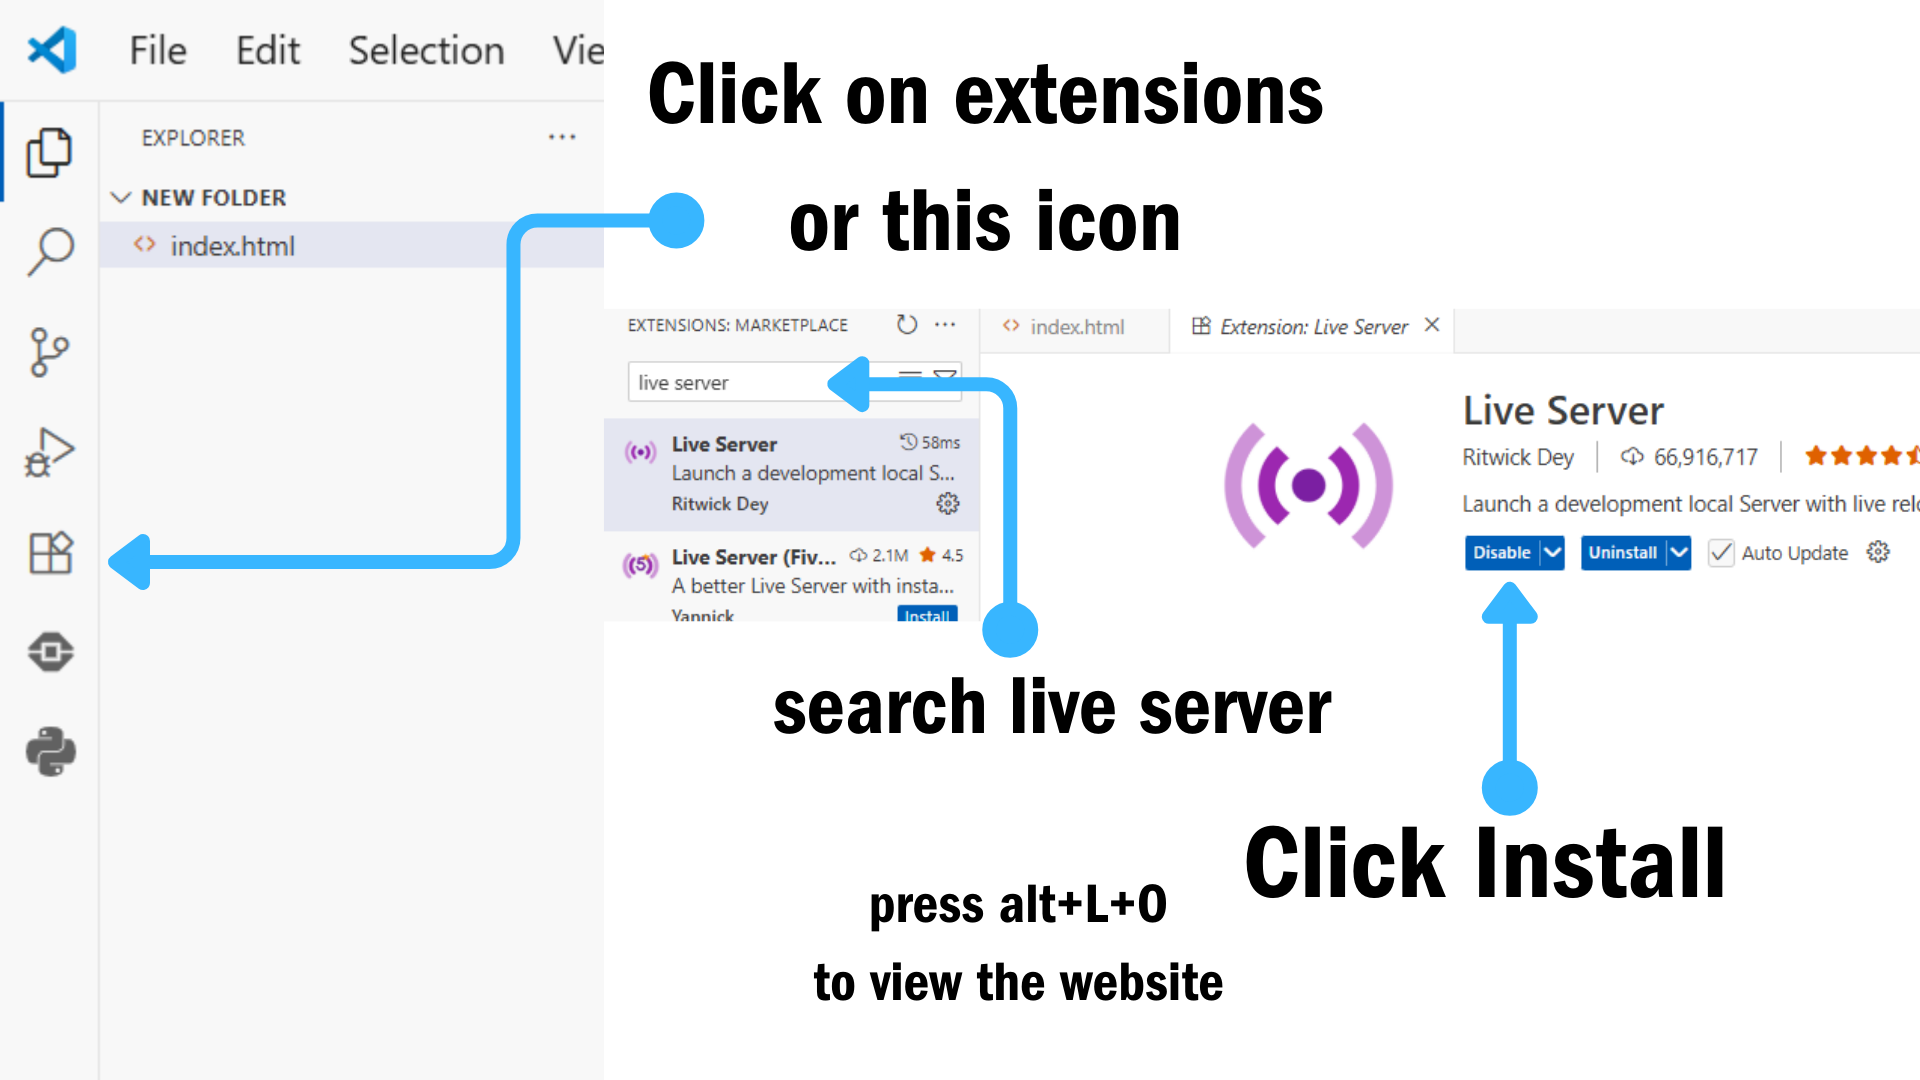 File Edit Selection Vie
EXPLORER ...
NEW FOLDER
<> index.html
Click on extensions
or this icon
EXTENSIONS: MARKETPLACE ...
live server
Live Server 58ms
Launch a development local S...
Ritwick Dey
Live Server (Fiv... 2.1M 4.5
A better Live Server with insta...
Yannick Install
<> index.html Extension: Live Server
Live Server
Ritwick Dey 66,916,717
Launch a development local Server with live relo
Disable Uninstall Auto Update
search live server
Click Install
press alt+L+O
to view the website